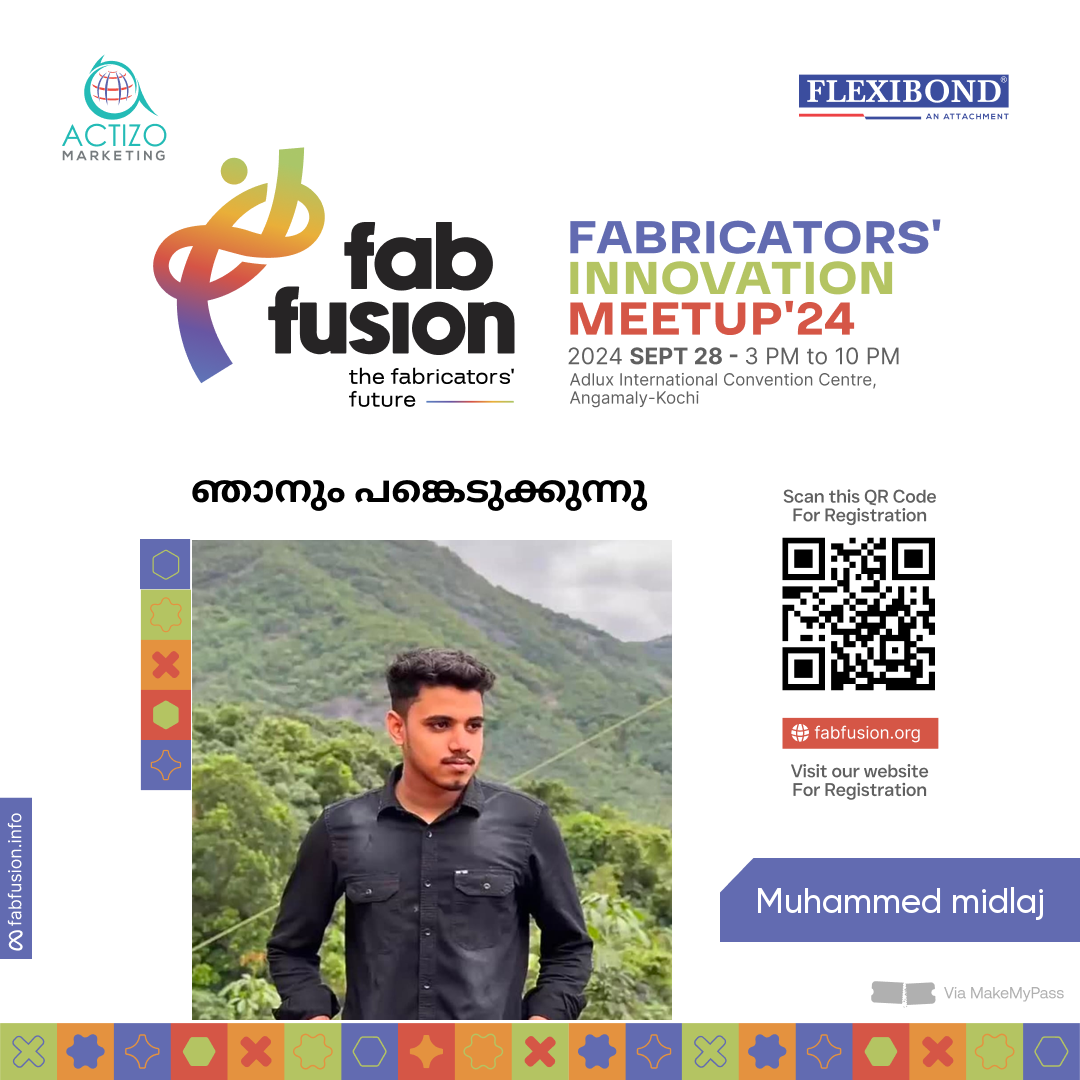 ACTIZO
MARKETING
FLEXIBOND®
AN ATTACHMENT
fab
fusion
the fabricators'
future
FABRICATORS'
INNOVATION
MEETUP'24
2024 SEPT 28 - 3 PM to 10 PM
Adlux International Convention Centre,
Angamaly-Kochi
ഞാനും പങ്കെടുക്കുന്നു
Scan this QR Code
For Registration
fabfusion.org
Visit our website
For Registration
fabfusion.info
Muhammed midlaj
Via MakeMyPass